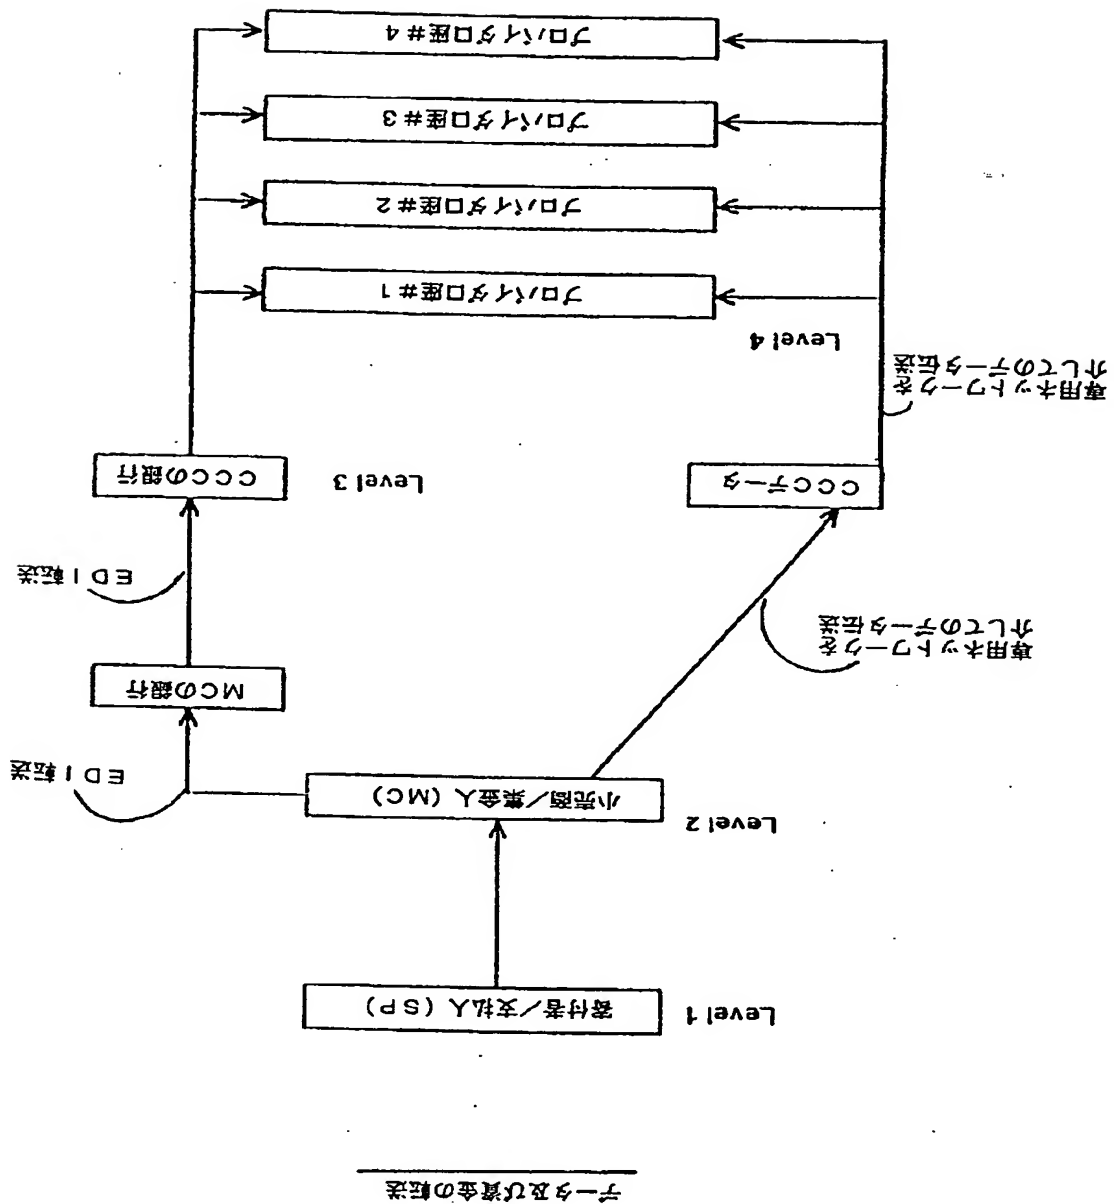 データ及び資金の転送
Level 1
寄付者/支払人 (SP)
Level 2
小売商/集金人 (MC)
EDI転送
専用ネットワークを
介してのデータ伝送
MCの銀行
EDI転送
CCCデータ
Level 3
CCCの銀行
専用ネットワークを
介してのデータ伝送
Level 4
プロバイダ口座#1
プロバイダ口座#2
プロバイダ口座#3
プロバイダ口座#4